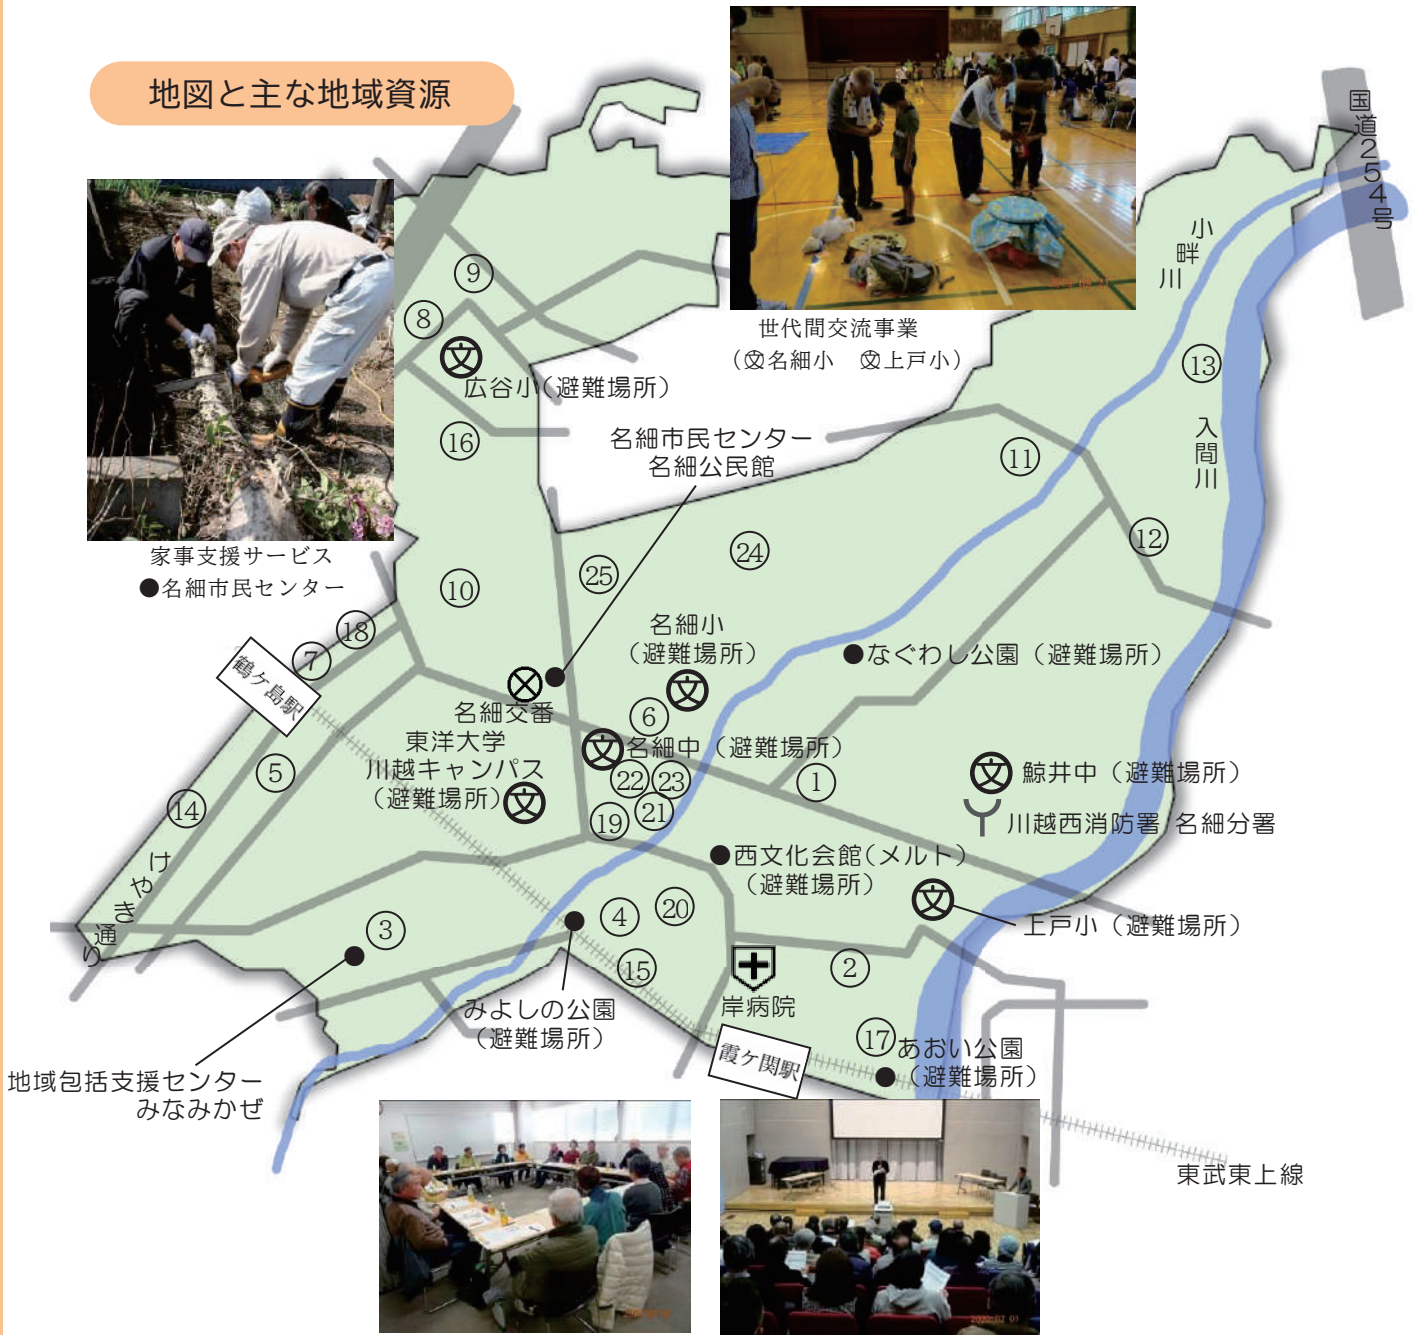 地図と主な地域資源
国道254号
小畔川
世代間交流事業
(文名細小 文上戸小)
⑨
⑧
文
広谷小(避難場所)
⑬
入間川
⑯
名細市民センター
名細公民館
⑪
⑫
家事支援サービス
●名細市民センター
⑩
㉕
㉔
⑱
⑦
鶴ケ島駅
名細小
(避難場所)
文
●なぐわし公園(避難場所)
名細交番
⑥
文
名細中(避難場所)
東洋大学
川越キャンパス
(避難場所)
文
⑤
⑭
㉒
㉓
①
文
鯨井中(避難場所)
⑲
㉑
川越西消防署 名細分署
●西文化会館(メルト)
(避難場所)
文
上戸小(避難場所)
けやき通り
③
④
⑳
⑮
②
岸病院
みよしの公園
(避難場所)
霞ケ関駅
⑰
あおい公園
●(避難場所)
地域包括支援センター
みなみかぜ
東武東上線
2020 02 01